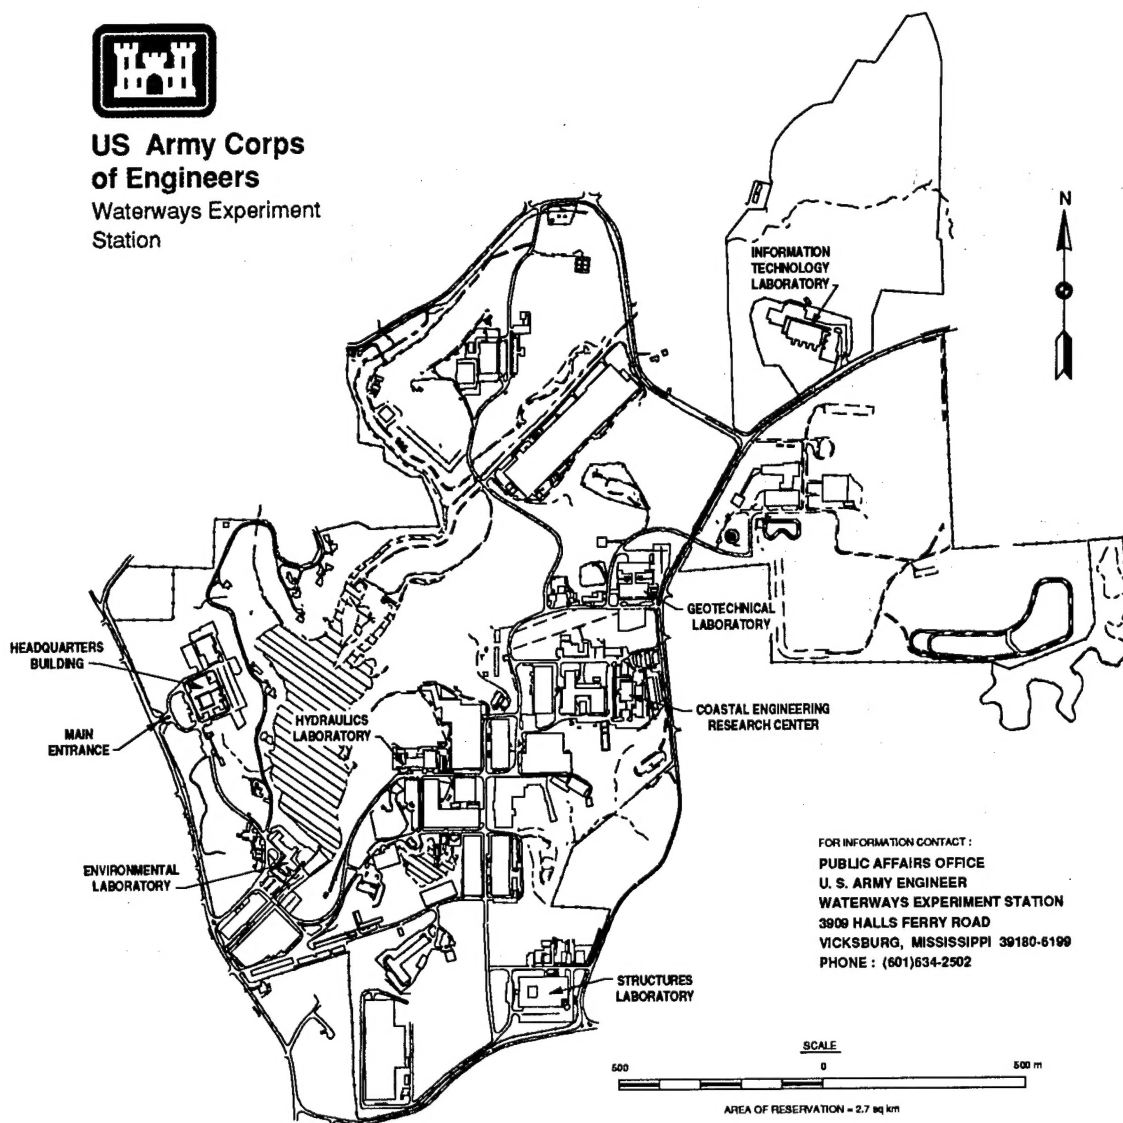 US Army Corps
of Engineers
Waterways Experiment
Station
N
INFORMATION
TECHNOLOGY
LABORATORY
GEOTECHNICAL
LABORATORY
HEADQUARTERS
BUILDING
MAIN
ENTRANCE
HYDRAULICS
LABORATORY
COASTAL ENGINEERING
RESEARCH CENTER
ENVIRONMENTAL
LABORATORY
STRUCTURES
LABORATORY
FOR INFORMATION CONTACT :
PUBLIC AFFAIRS OFFICE
U. S. ARMY ENGINEER
WATERWAYS EXPERIMENT STATION
3909 HALLS FERRY ROAD
VICKSBURG, MISSISSIPPI 39180-6199
PHONE : (601)634-2502
SCALE
500 0 500 m
AREA OF RESERVATION = 2.7 sq km